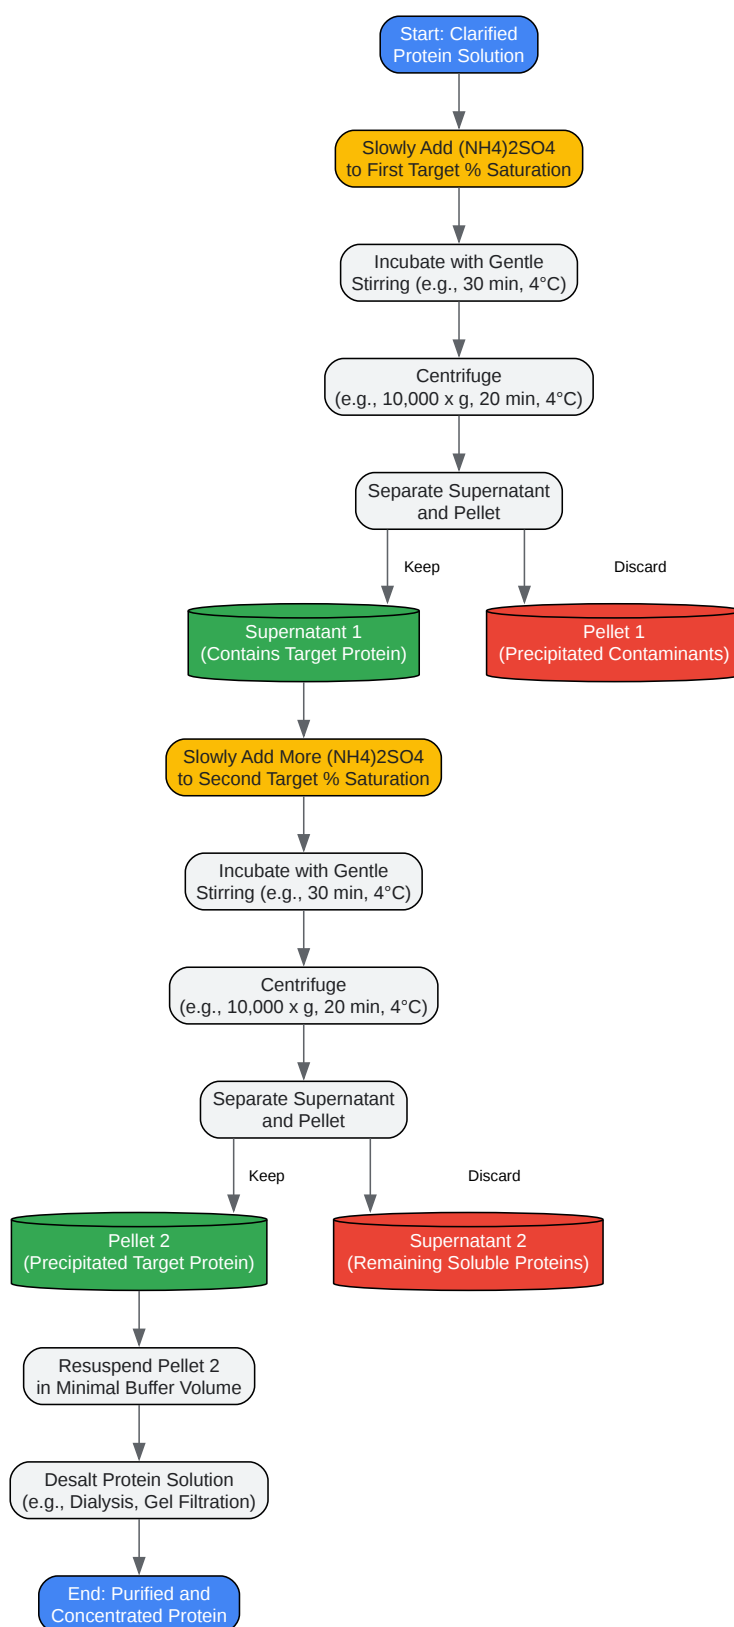 Start: Clarified
Protein Solution
Slowly Add (NH4)2SO4
to First Target % Saturation
Incubate with Gentle
Stirring (e.g., 30 min, 4°C)
Centrifuge
(e.g., 10,000 x g, 20 min, 4°C)
Separate Supernatant
and Pellet
Keep
Discard
Supernatant 1
(Contains Target Protein)
Pellet 1
(Precipitated Contaminants)
Slowly Add More (NH4)2SO4
to Second Target % Saturation
Incubate with Gentle
Stirring (e.g., 30 min, 4°C)
Centrifuge
(e.g., 10,000 x g, 20 min, 4°C)
Separate Supernatant
and Pellet
Keep
Discard
Pellet 2
(Precipitated Target Protein)
Supernatant 2
(Remaining Soluble Proteins)
Resuspend Pellet 2
in Minimal Buffer Volume
Desalt Protein Solution
(e.g., Dialysis, Gel Filtration)
End: Purified and
Concentrated Protein